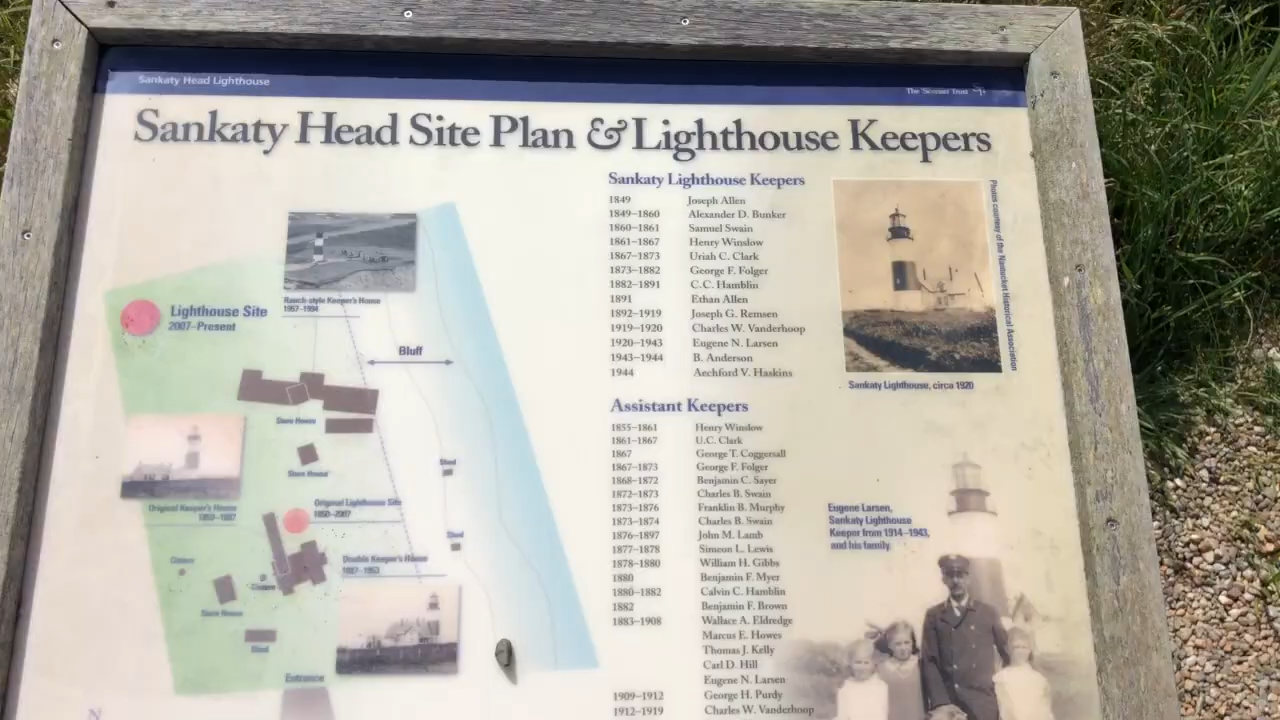 Sankaty Head Lighthouse
The 'Sconset Trust
Sankaty Head Site Plan & Lighthouse Keepers
Ranch-style Keeper's House
1957–1994
Lighthouse Site
2007–Present
Bluff
Store House
Store House
Shed
Original Keeper's House
Original Lighthouse Site
1850–2007
Shed
Double Keeper's House
1887–1953
Cistern
Cistern
Store House
Shed
Entrance
N
Sankaty Lighthouse Keepers
1849 Joseph Allen
1849–1860 Alexander D. Bunker
1860–1861 Samuel Swain
1861–1867 Henry Winslow
1867–1873 Uriah C. Clark
1873–1882 George F. Folger
1882–1891 C.C. Hamblin
1891 Ethan Allen
1892–1919 Joseph G. Remsen
1919–1920 Charles W. Vanderhoop
1920–1943 Eugene N. Larsen
1943–1944 B. Anderson
1944 Aechford V. Haskins
Assistant Keepers
1855–1861 Henry Winslow
1861–1867 U.C. Clark
1867 George T. Coggersall
1867–1873 George F. Folger
1868–1872 Benjamin C. Sayer
1872–1873 Charles B. Swain
1873–1876 Franklin B. Murphy
1873–1874 Charles B. Swain
1876–1897 John M. Lamb
1877–1878 Simeon L. Lewis
1878–1880 William H. Gibbs
1880 Benjamin F. Myer
1880–1882 Calvin C. Hamblin
1882 Benjamin F. Brown
1883–1908 Wallace A. Eldredge
Marcus E. Howes
Thomas J. Kelly
Carl D. Hill
Eugene N. Larsen
1909–1912 George H. Purdy
1912–1919 Charles W. Vanderhoop
Photos courtesy of the Nantucket Historical Association
Sankaty Lighthouse, circa 1920
Eugene Larsen,
Sankaty Lighthouse
Keeper from 1914–1943,
and his family.